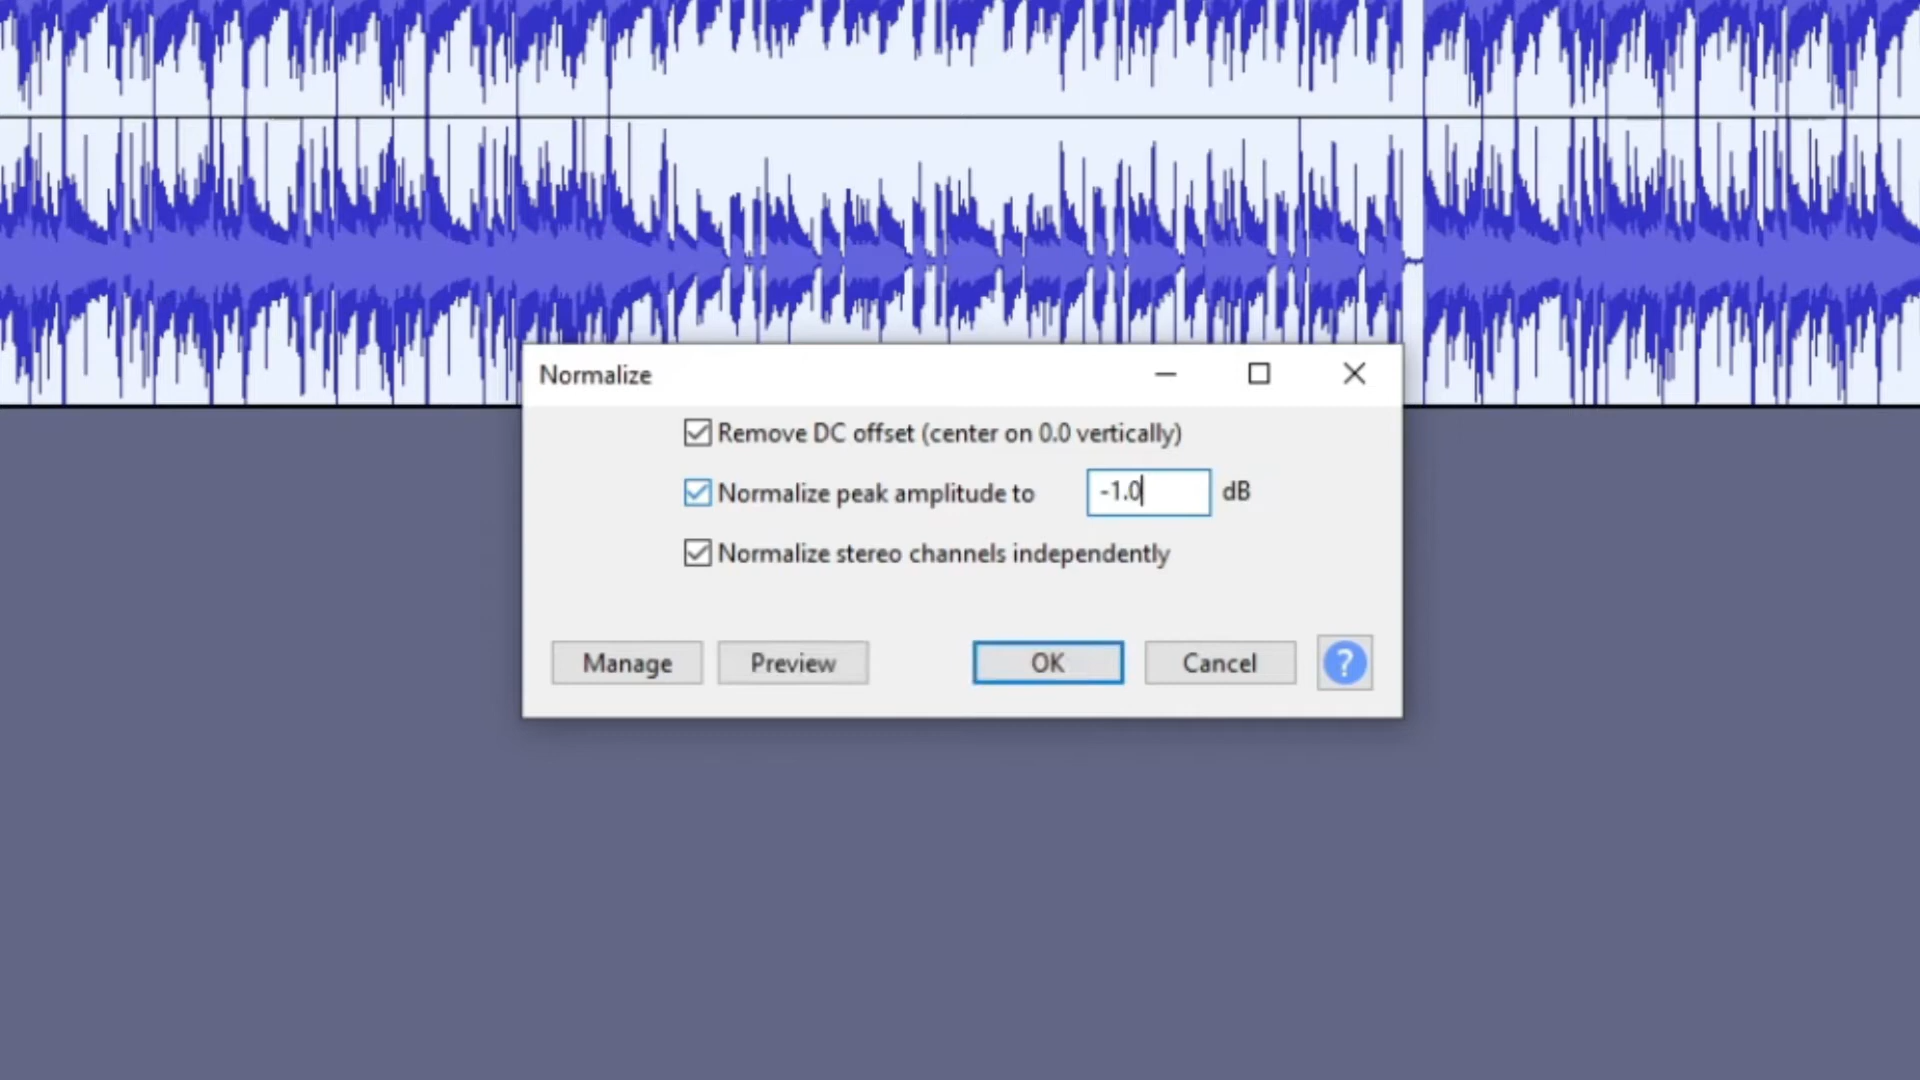 Normalize
Remove DC offset (center on 0.0 vertically)
Normalize peak amplitude to -1.0 dB
Normalize stereo channels independently
Manage Preview OK Cancel ?